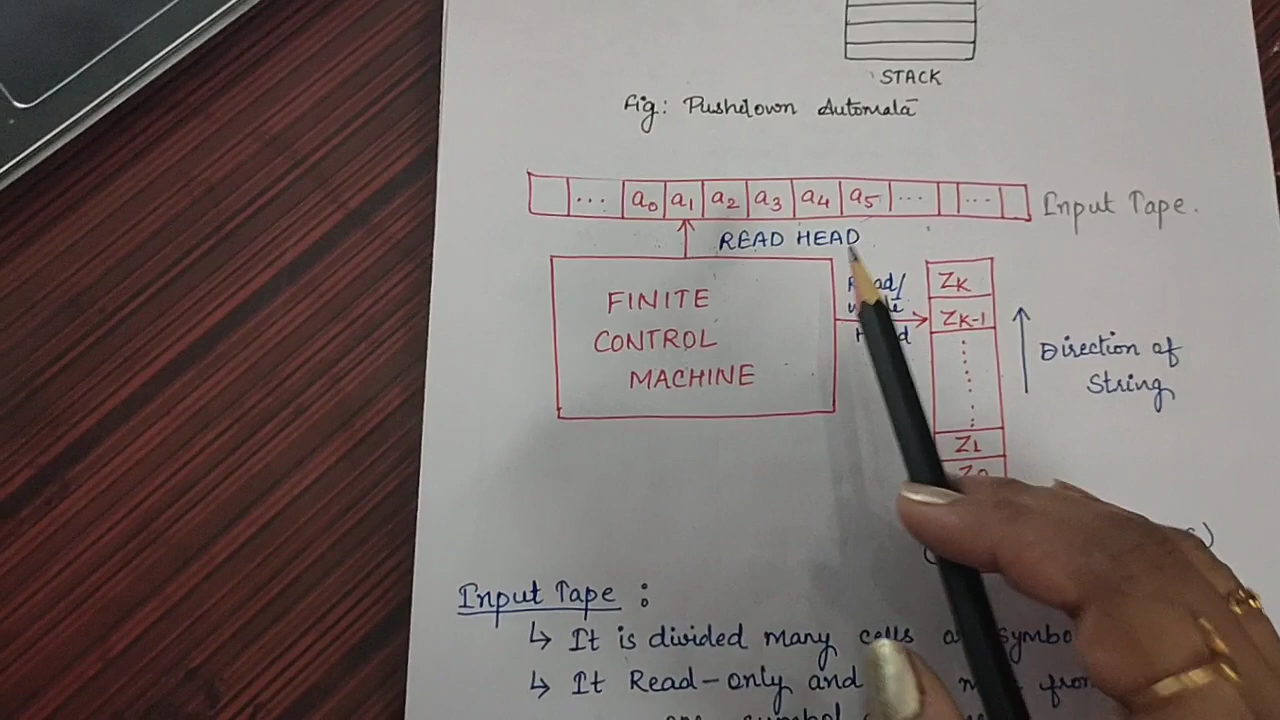 STACK
Fig: Pushdown Automata
... a0 a1 a2 a3 a4 a5 ... ... Input Tape.
READ HEAD
FINITE
CONTROL
MACHINE
ZK
ZK-1
Z1
Direction of
String
Input Tape :
↳ It is divided many cells
↳ It Read-only and